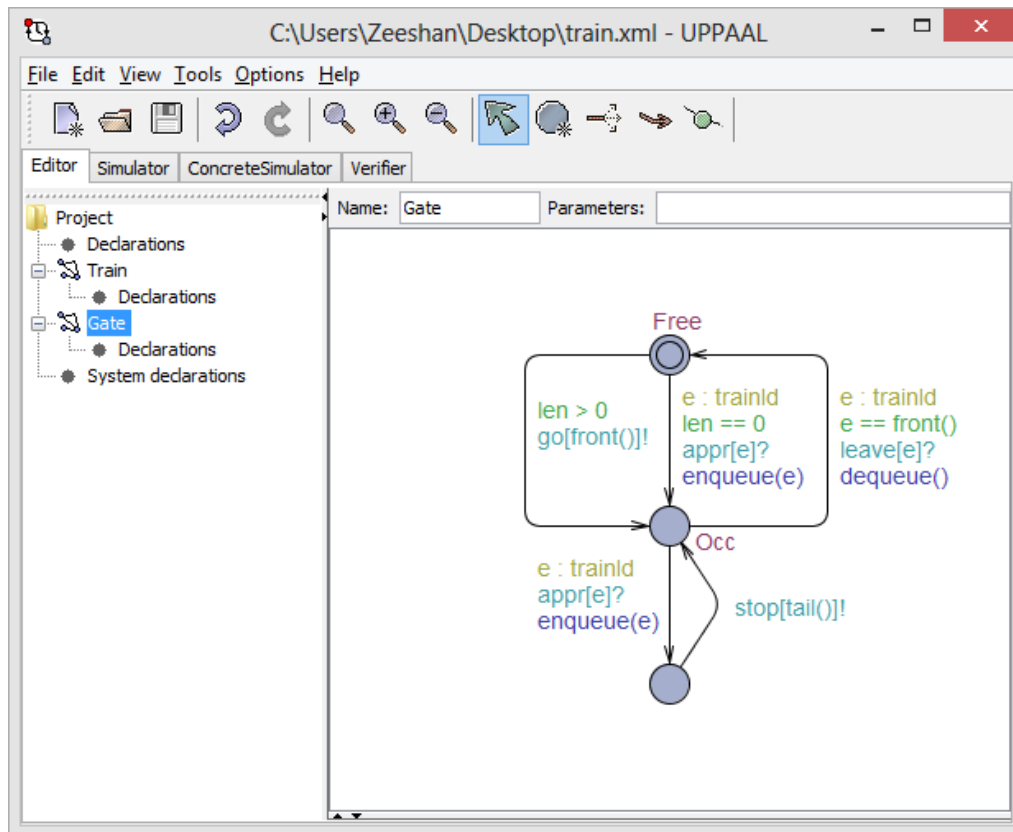 C:\Users\Zeeshan\Desktop\train.xml - UPPAAL
File Edit View Tools Options Help
Editor Simulator ConcreteSimulator Verifier
Project
Declarations
Train
Declarations
Gate
Declarations
System declarations
Name: Gate Parameters:
Free
len > 0
go[front()]!
e : trainId
len == 0
appr[e]?
enqueue(e)
e : trainId
e == front()
leave[e]?
dequeue()
Occ
e : trainId
appr[e]?
enqueue(e)
stop[tail()]!